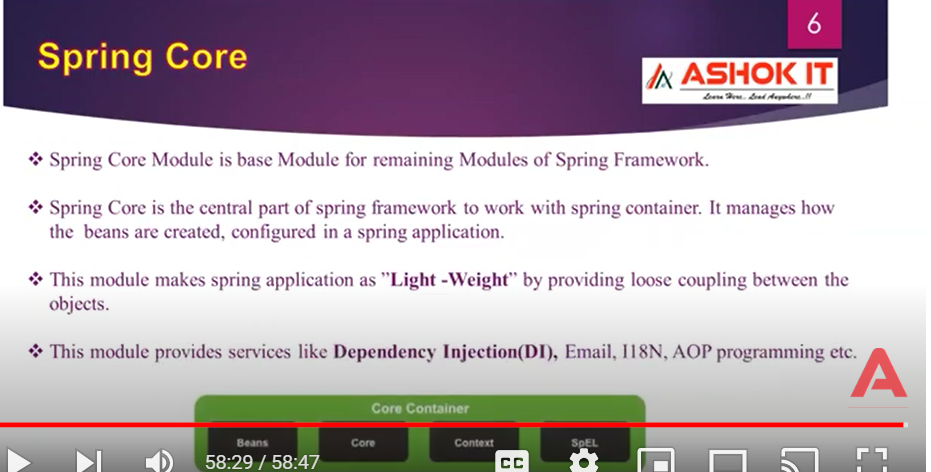 6
Spring Core
ASHOK IT
Learn Here.. Lead Anywhere..!!
❖ Spring Core Module is base Module for remaining Modules of Spring Framework.
❖ Spring Core is the central part of spring framework to work with spring container. It manages how
the beans are created, configured in a spring application.
❖ This module makes spring application as ”Light -Weight” by providing loose coupling between the
objects.
❖ This module provides services like Dependency Injection(DI), Email, I18N, AOP programming etc.
A
Core Container
Beans Core Context SpEL
58:29 / 58:47 CC